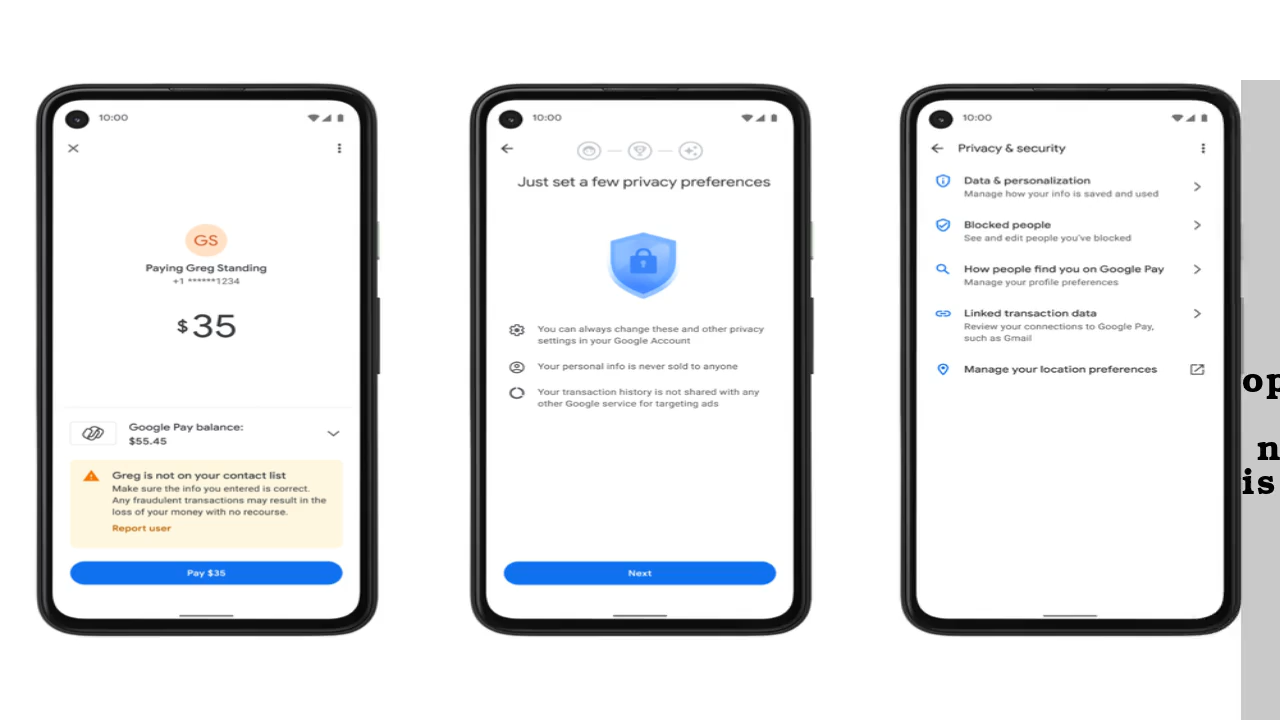 10:00
GS
Paying Greg Standing
+1 ******1234
$35
Google Pay balance:
$55.45
Greg is not on your contact list
Make sure the info you entered is correct.
Any fraudulent transactions may result in the
loss of your money with no recourse.
Report user
Pay $35
10:00
Just set a few privacy preferences
You can always change these and other privacy
settings in your Google Account
Your personal info is never sold to anyone
Your transaction history is not shared with any
other Google service for targeting ads
Next
10:00
Privacy & security
Data & personalization
Manage how your info is saved and used
Blocked people
See and edit people you've blocked
How people find you on Google Pay
Manage your profile preferences
Linked transaction data
Review your connections to Google Pay,
such as Gmail
Manage your location preferences
is